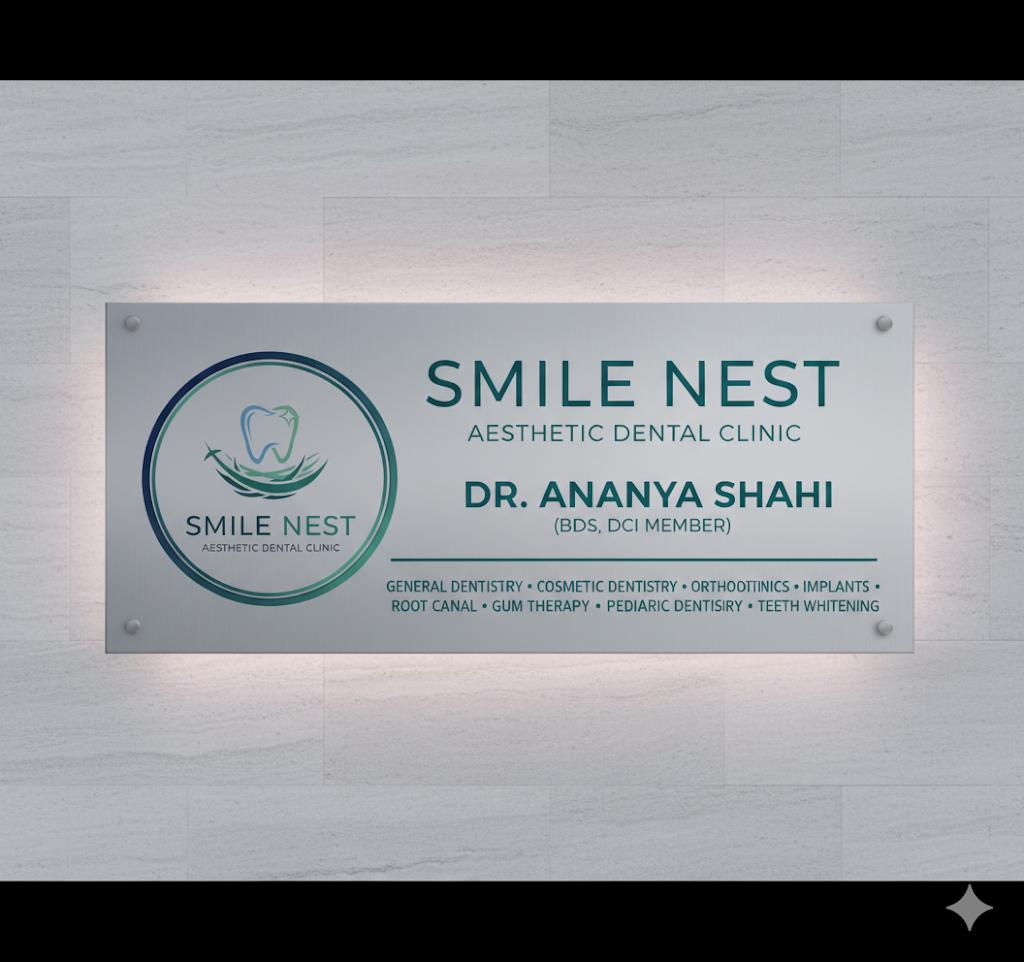 SMILE NEST
AESTHETIC DENTAL CLINIC
SMILE NEST
AESTHETIC DENTAL CLINIC
DR. ANANYA SHAHI
(BDS, DCI MEMBER)
GENERAL DENTISTRY • COSMETIC DENTISTRY • ORTHODTINICS • IMPLANTS •
ROOT CANAL • GUM THERAPY • PEDIARIC DENTISIRY • TEETH WHITENING